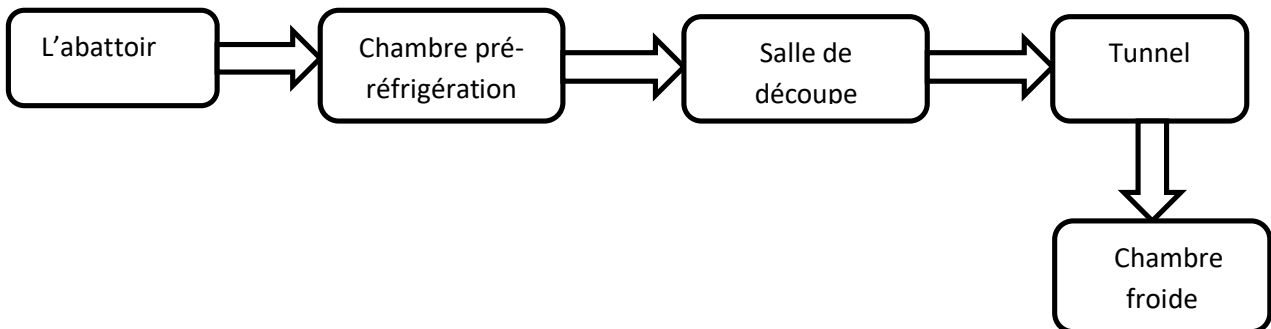 L’abattoir
Chambre pré-
réfrigération
Salle de
découpe
Tunnel
Chambre
froide